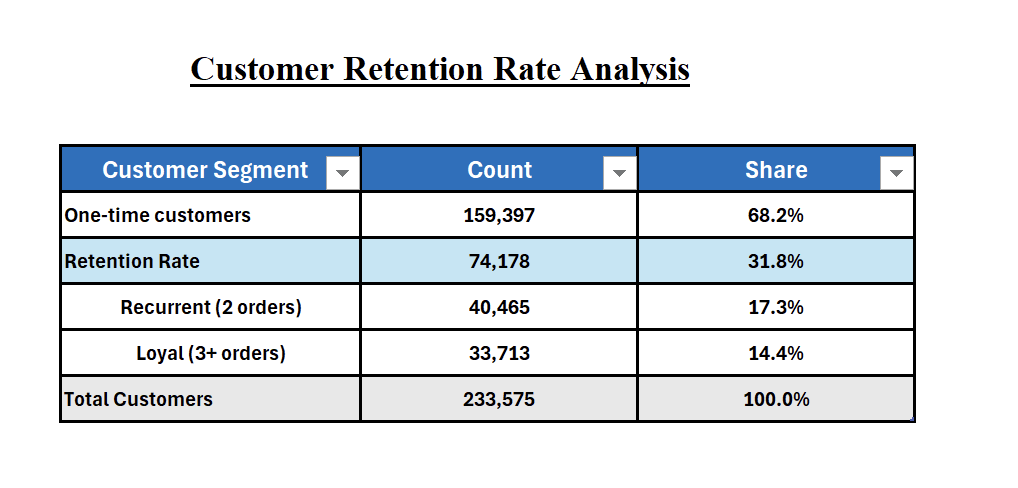 Customer Retention Rate Analysis
Customer Segment Count Share
One-time customers 159,397 68.2%
Retention Rate 74,178 31.8%
Recurrent (2 orders) 40,465 17.3%
Loyal (3+ orders) 33,713 14.4%
Total Customers 233,575 100.0%